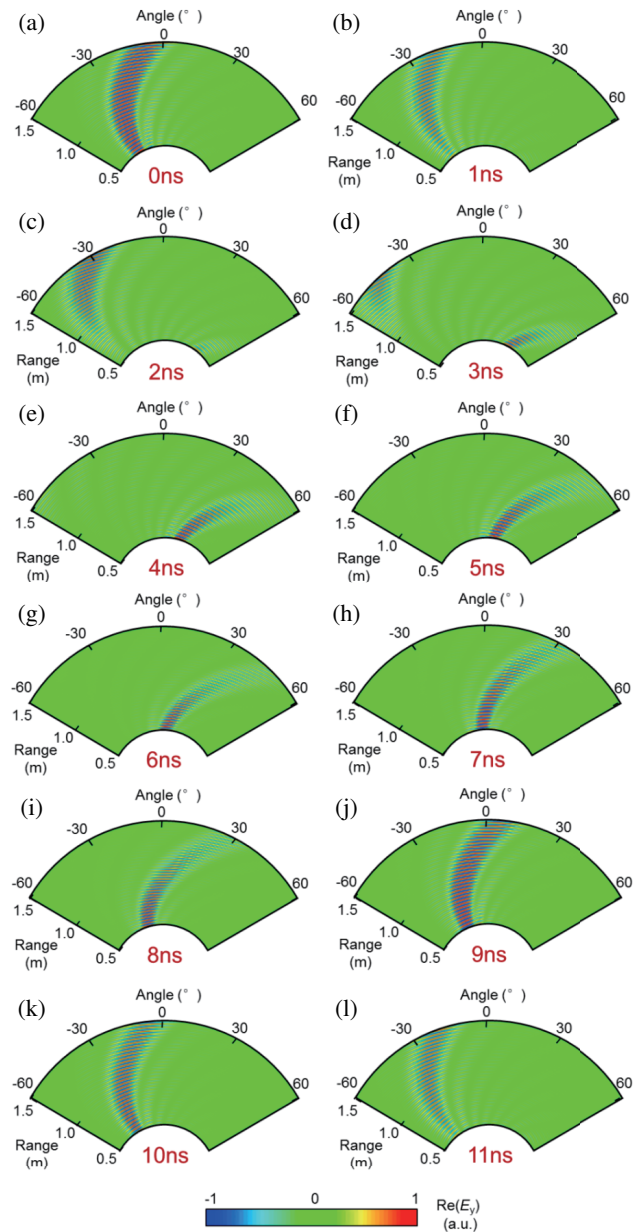 (a) Angle (°) (b) Angle (°)
0 0
-30 30 -30 30
-60 60 -60 60
1.5 1.5
1.0 Range 1.0
0.5 (m) 0.5
0ns 1ns
(c) Angle (°) (d) Angle (°)
0 0
-30 30 -30 30
-60 60 -60 60
1.5 1.5
Range 1.0 Range 1.0
(m) 0.5 (m) 0.5
2ns 3ns
(e) Angle (°) (f) Angle (°)
0 0
-30 30 -30 30
-60 60 -60 60
1.5 1.5
Range 1.0 Range 1.0
(m) 0.5 (m) 0.5
4ns 5ns
(g) Angle (°) (h) Angle (°)
0 0
-30 30 -30 30
-60 60 -60 60
1.5 1.5
Range 1.0 Range 1.0
(m) 0.5 (m) 0.5
6ns 7ns
(i) Angle (°) (j) Angle (°)
0 0
-30 30 -30 30
-60 60 -60 60
1.5 1.5
Range 1.0 Range 1.0
(m) 0.5 (m) 0.5
8ns 9ns
(k) Angle (°) (l) Angle (°)
0 0
-30 30 -30 30
-60 60 -60 60
1.5 1.5
Range 1.0 Range 1.0
(m) 0.5 (m) 0.5
10ns 11ns
-1 0 1 Re(Ey)
(a.u.)